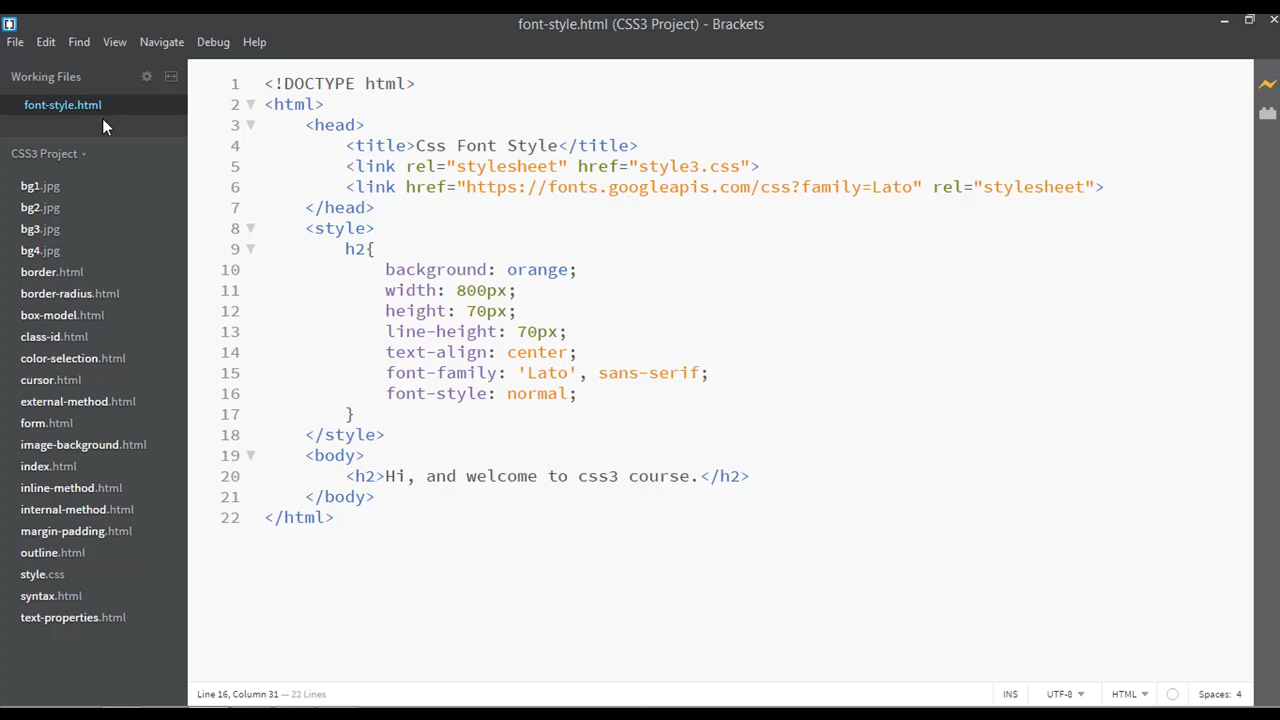 font-style.html (CSS3 Project) - Brackets
File Edit Find View Navigate Debug Help
Working Files
font-style.html
CSS3 Project
bg1.jpg
bg2.jpg
bg3.jpg
bg4.jpg
border.html
border-radius.html
box-model.html
class-id.html
color-selection.html
cursor.html
external-method.html
form.html
image-background.html
index.html
inline-method.html
internal-method.html
margin-padding.html
outline.html
style.css
syntax.html
text-properties.html
1 <!DOCTYPE html>
2 <html>
3 <head>
4 <title>Css Font Style</title>
5 <link rel="stylesheet" href="style3.css">
6 <link href="https://fonts.googleapis.com/css?family=Lato" rel="stylesheet">
7 </head>
8 <style>
9 h2{
10 background: orange;
11 width: 800px;
12 height: 70px;
13 line-height: 70px;
14 text-align: center;
15 font-family: 'Lato', sans-serif;
16 font-style: normal;
17 }
18 </style>
19 <body>
20 <h2>Hi, and welcome to css3 course.</h2>
21 </body>
22 </html>
Line 16, Column 31 — 22 Lines
INS UTF-8 HTML Spaces: 4